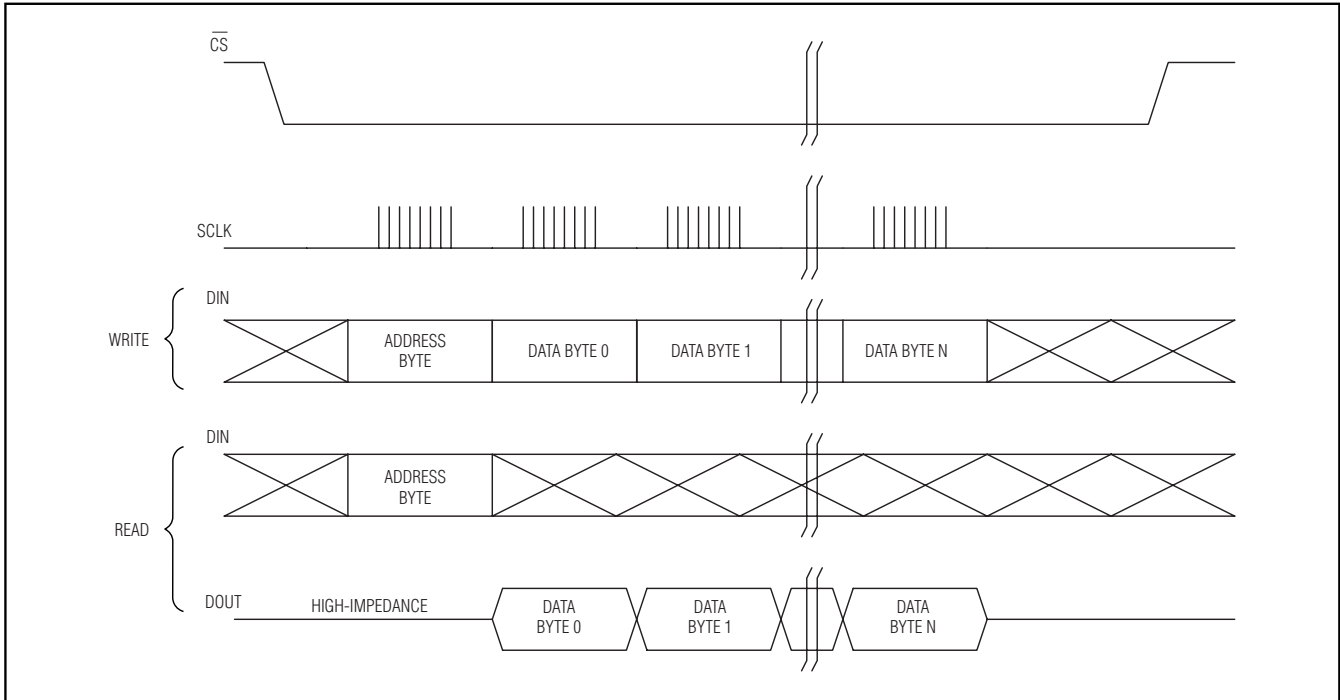 CS
SCLK
DIN
WRITE
ADDRESS
BYTE
DATA BYTE 0
DATA BYTE 1
DATA BYTE N
DIN
READ
ADDRESS
BYTE
DOUT
HIGH-IMPEDANCE
DATA
BYTE 0
DATA
BYTE 1
DATA
BYTE N